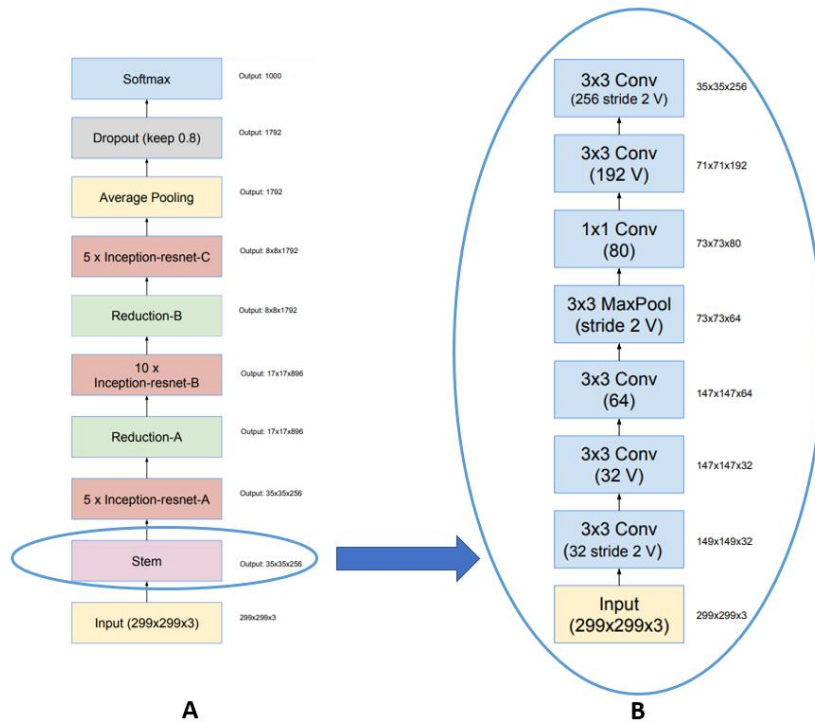 Softmax
Output: 1000
Dropout (keep 0.8)
Output: 1792
Average Pooling
Output: 1792
5 x Inception-resnet-C
Output: 8x8x1792
Reduction-B
Output: 8x8x1792
10 x
Inception-resnet-B
Output: 17x17x896
Reduction-A
Output: 17x17x896
5 x Inception-resnet-A
Output: 35x35x256
Stem
Output: 35x35x256
Input (299x299x3)
299x299x3
A
3x3 Conv
(256 stride 2 V)
35x35x256
3x3 Conv
(192 V)
71x71x192
1x1 Conv
(80)
73x73x80
3x3 MaxPool
(stride 2 V)
73x73x64
3x3 Conv
(64)
147x147x64
3x3 Conv
(32 V)
147x147x32
3x3 Conv
(32 stride 2 V)
149x149x32
Input
(299x299x3)
299x299x3
B